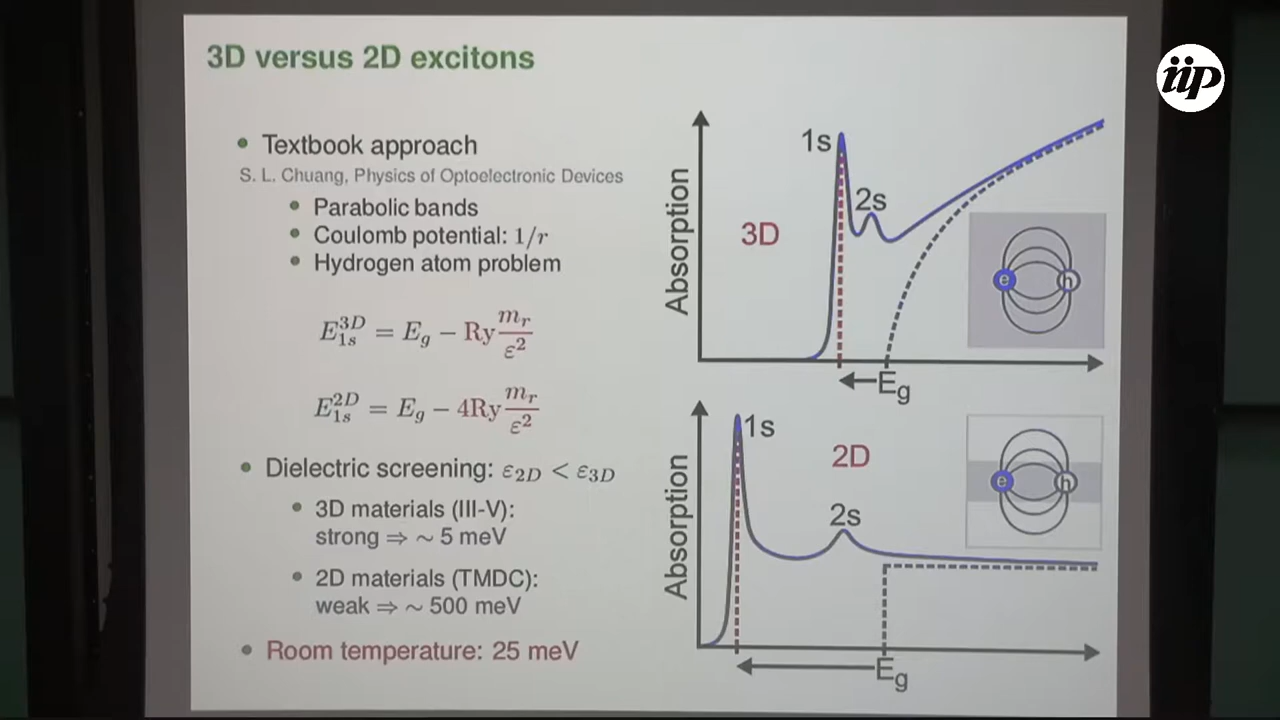 3D versus 2D excitons
iip
• Textbook approach
S. L. Chuang, Physics of Optoelectronic Devices
• Parabolic bands
• Coulomb potential: 1/r
• Hydrogen atom problem
E_{1s}^{3D} = E_g − Ry m_r/ε²
E_{1s}^{2D} = E_g − 4Ry m_r/ε²
• Dielectric screening: ε_{2D} < ε_{3D}
• 3D materials (III-V):
strong ⇒ ~ 5 meV
• 2D materials (TMDC):
weak ⇒ ~ 500 meV
• Room temperature: 25 meV
Absorption
1s
2s
3D
e
h
E_g
Absorption
1s
2D
2s
e
h
E_g